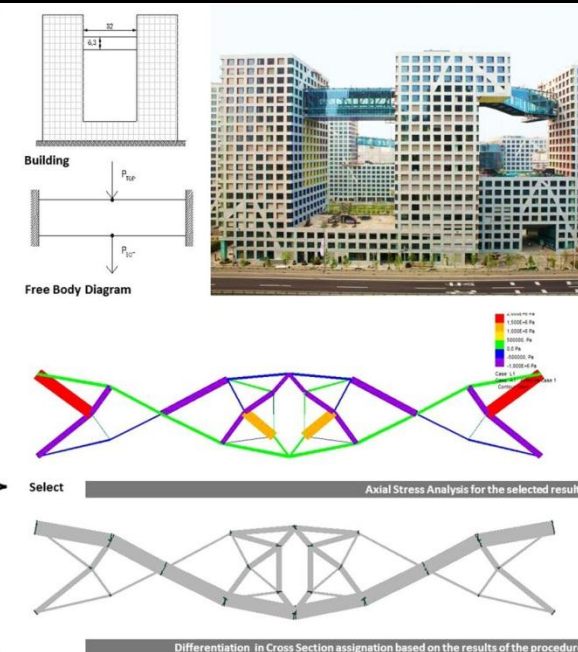 32
6,3
Building
P TOP
Free Body Diagram
1,500E+6 Pa
1,000E+6 Pa
500000, Pa
0,0 Pa
-500000, Pa
-1,000E+6 Pa
Case L1
Select
Axial Stress Analysis for the selected result
Differentiation in Cross Section assignation based on the results of the procedur